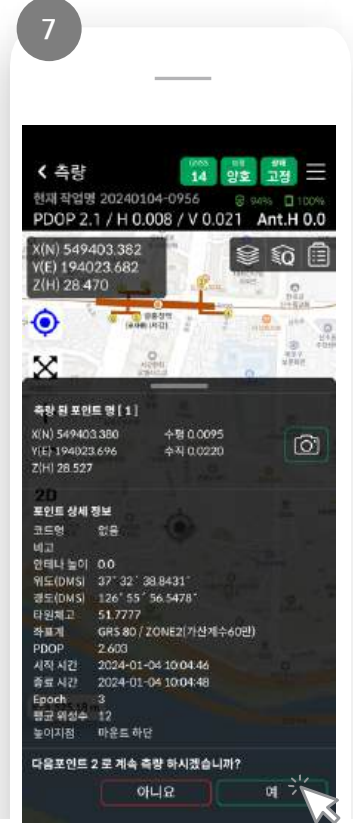 7
측량
GNSS 14 양호 상태 고정
현재 작업명 20240104-0956 94% 100%
PDOP 2.1 / H 0.008 / V 0.021 Ant.H 0.0
X(N) 549403.382
Y(E) 194023.682
Z(H) 28.470
광흥창역
(서강)
측량 된 포인트 명 [ 1 ]
X(N) 549403.380 수평 0.0095
Y(E) 194023.696 수직 0.0220
Z(H) 28.527
2D
포인트 상세 정보
코드명 없음
비고
안테나 높이 0.0
위도(DMS) 37° 32´ 38.8431˝
경도(DMS) 126° 55´ 56.5478˝
타원체고 51.7777
좌표계 GRS 80 / ZONE2(가산계수60만)
PDOP 2.603
시작 시간 2024-01-04 10:04:46
종료 시간 2024-01-04 10:04:48
Epoch 3
평균 위성수 12
높이지점 마운트 하단
다음포인트 2 로 계속 측량 하시겠습니까?
아니요 예